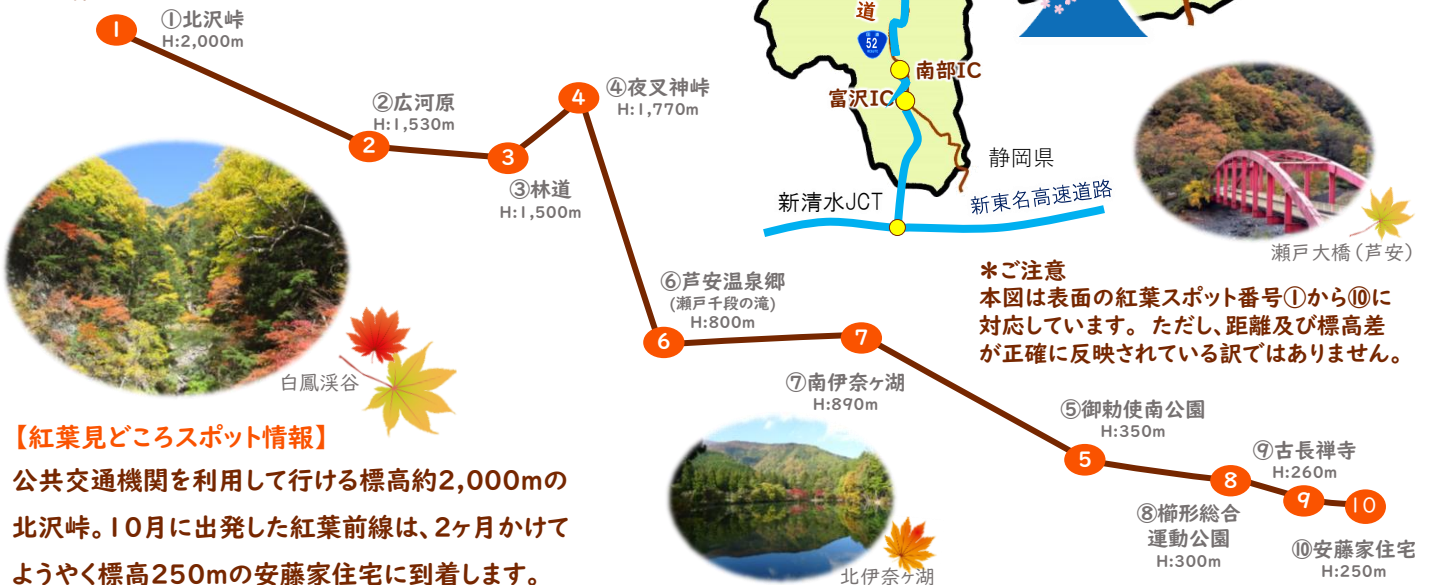 ①北沢峠
H:2,000m
②広河原
H:1,530m
③林道
H:1,500m
④夜叉神峠
H:1,770m
⑥芦安温泉郷
(瀬戸千段の滝)
H:800m
⑦南伊奈ヶ湖
H:890m
⑤御勅使南公園
H:350m
⑧櫛形総合
運動公園
H:300m
⑨古長禅寺
H:260m
⑩安藤家住宅
H:250m
1
2
3
4
6
7
5
8
9
10
道
52
南部IC
富沢IC
静岡県
新清水JCT
新東名高速道路
瀬戸大橋(芦安)
白鳳渓谷
北伊奈ヶ湖
＊ご注意
本図は表面の紅葉スポット番号①から⑩に
対応しています。ただし、距離及び標高差
が正確に反映されている訳ではありません。
【紅葉見どころスポット情報】
公共交通機関を利用して行ける標高約2,000mの
北沢峠。10月に出発した紅葉前線は、2ヶ月かけて
ようやく標高250mの安藤家住宅に到着します。